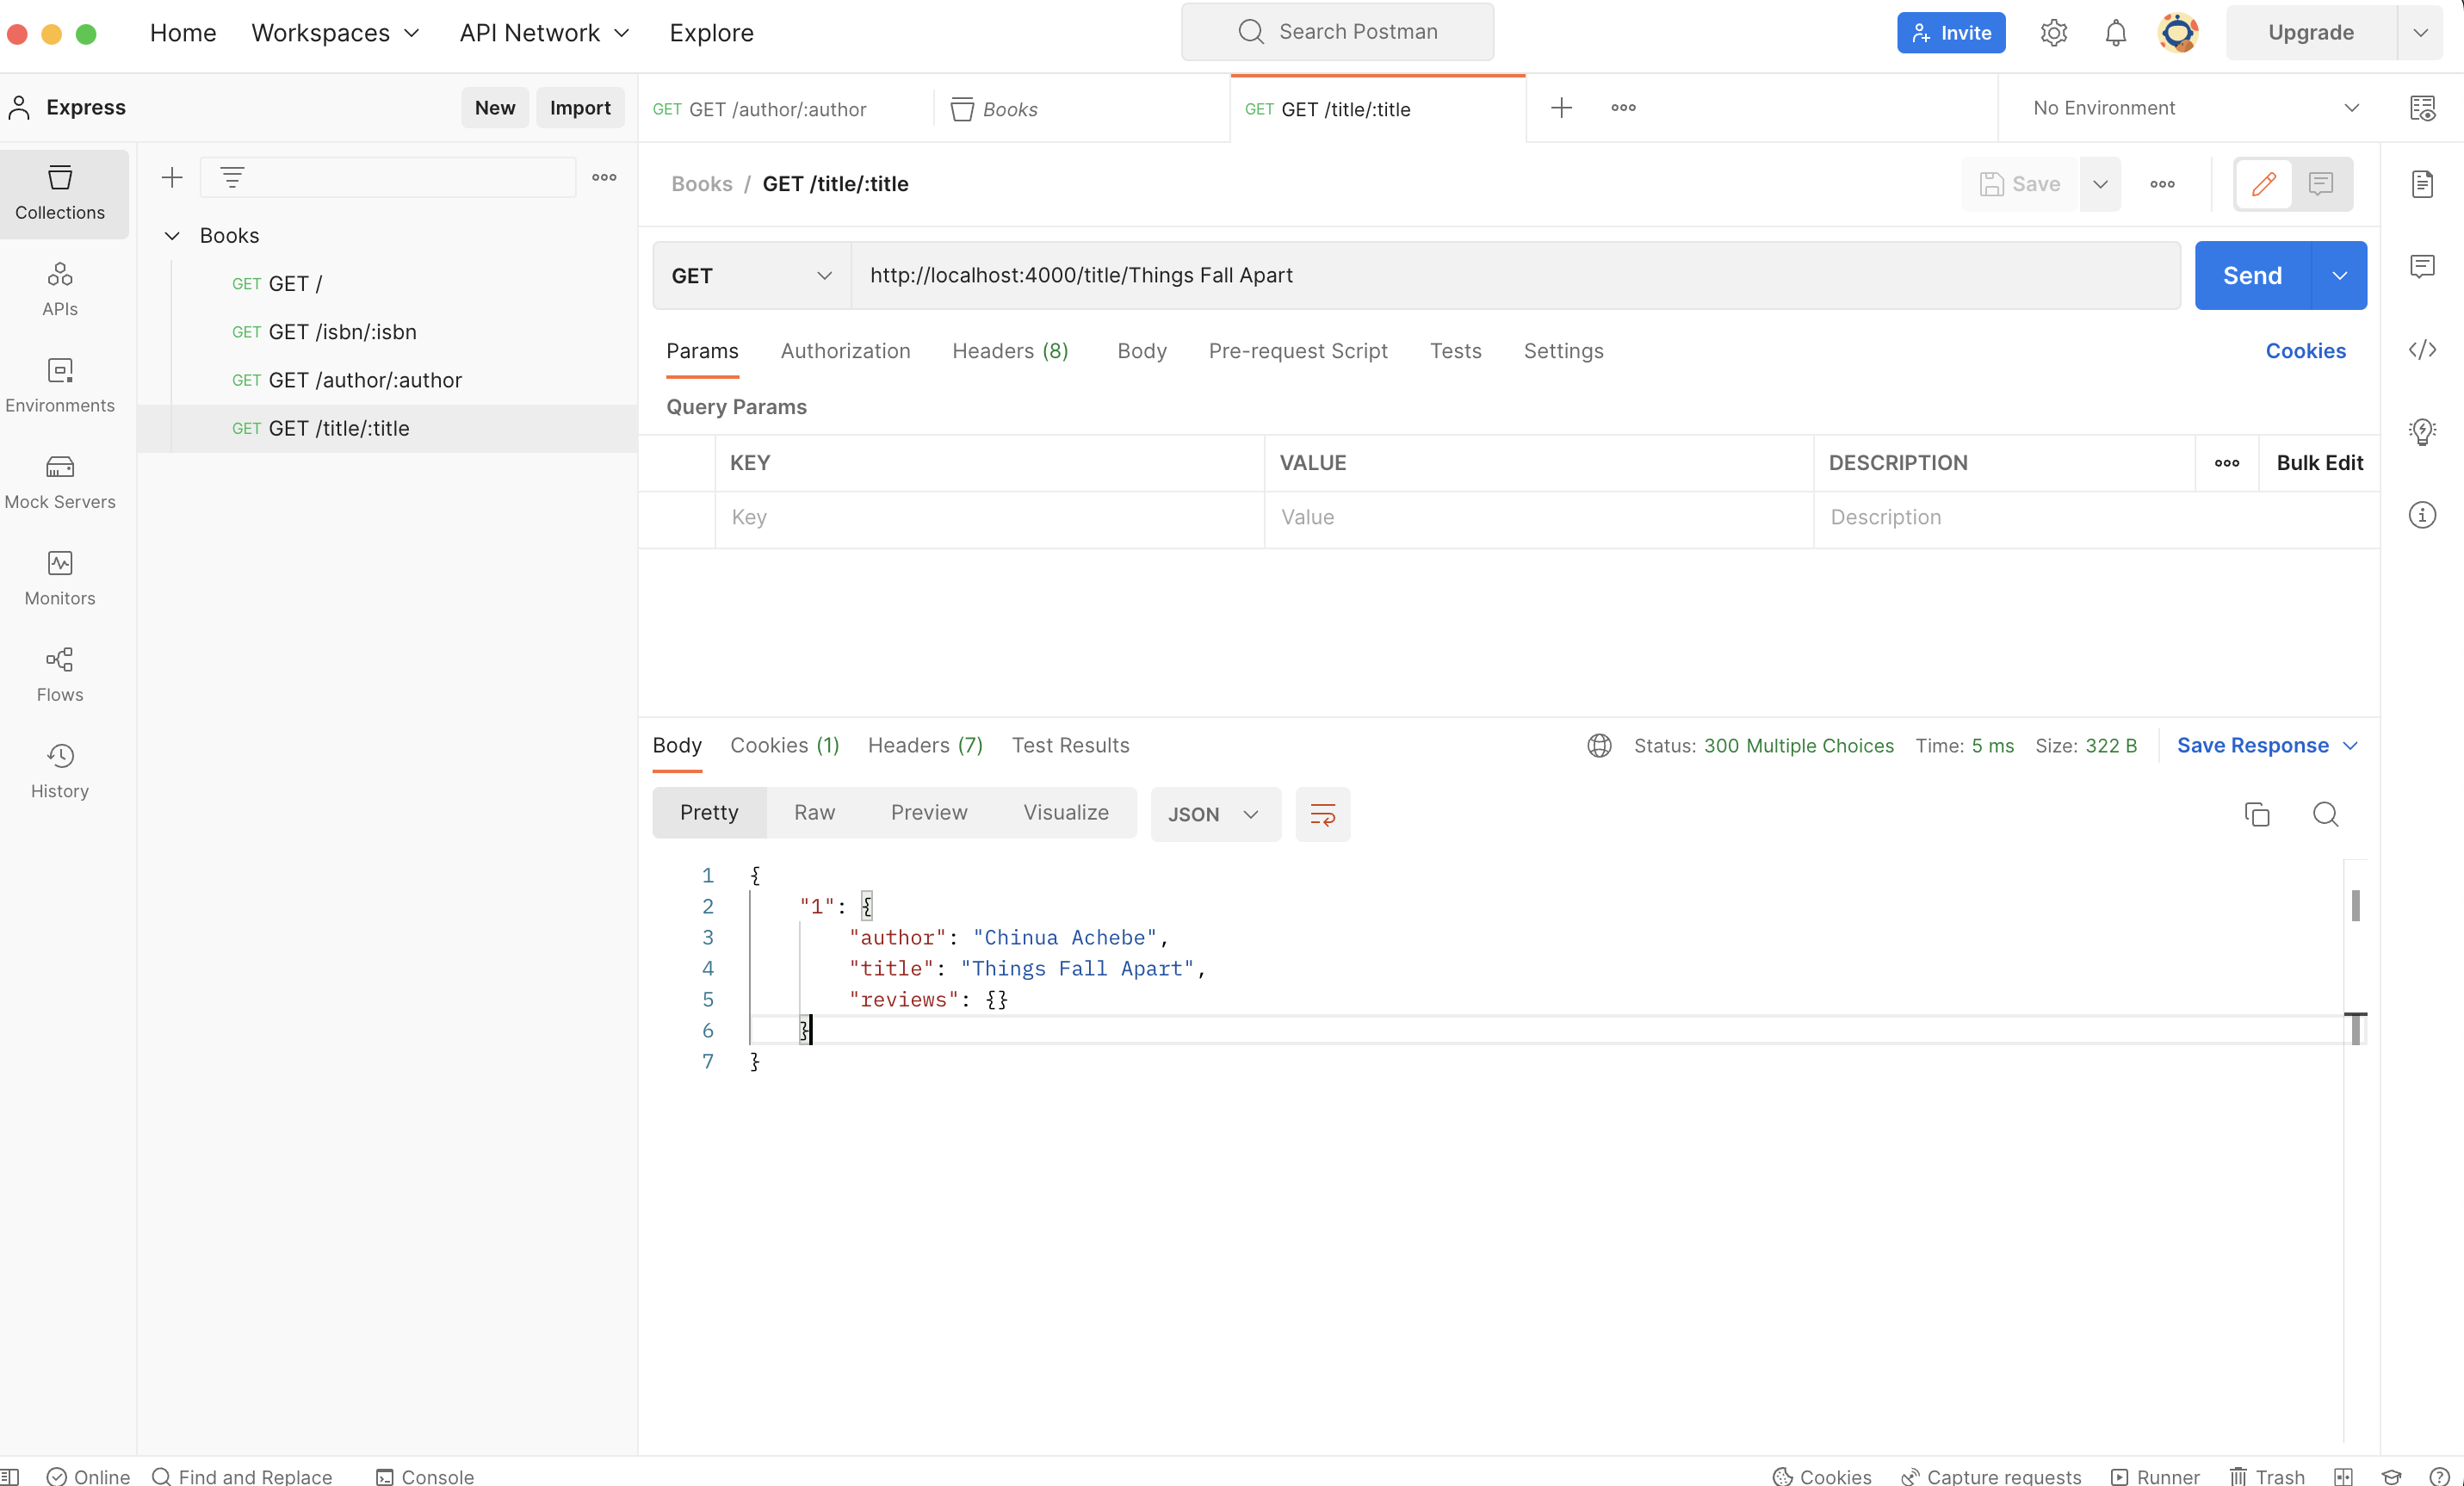 Home Workspaces API Network Explore Search Postman Invite Upgrade
Express New Import GET GET /author/:author Books GET GET /title/:title No Environment
Collections
Books
GET GET /
GET GET /isbn/:isbn
GET GET /author/:author
GET GET /title/:title
APIs
Environments
Mock Servers
Monitors
Flows
History
Books / GET /title/:title Save
GET http://localhost:4000/title/Things Fall Apart Send
Params Authorization Headers (8) Body Pre-request Script Tests Settings Cookies
Query Params
KEY VALUE DESCRIPTION Bulk Edit
Key Value Description
Body Cookies (1) Headers (7) Test Results Status: 300 Multiple Choices Time: 5 ms Size: 322 B Save Response
Pretty Raw Preview Visualize JSON
1 {
2 "1": {
3 "author": "Chinua Achebe",
4 "title": "Things Fall Apart",
5 "reviews": {}
6 }
7 }
Online Find and Replace Console Cookies Capture requests Runner Trash